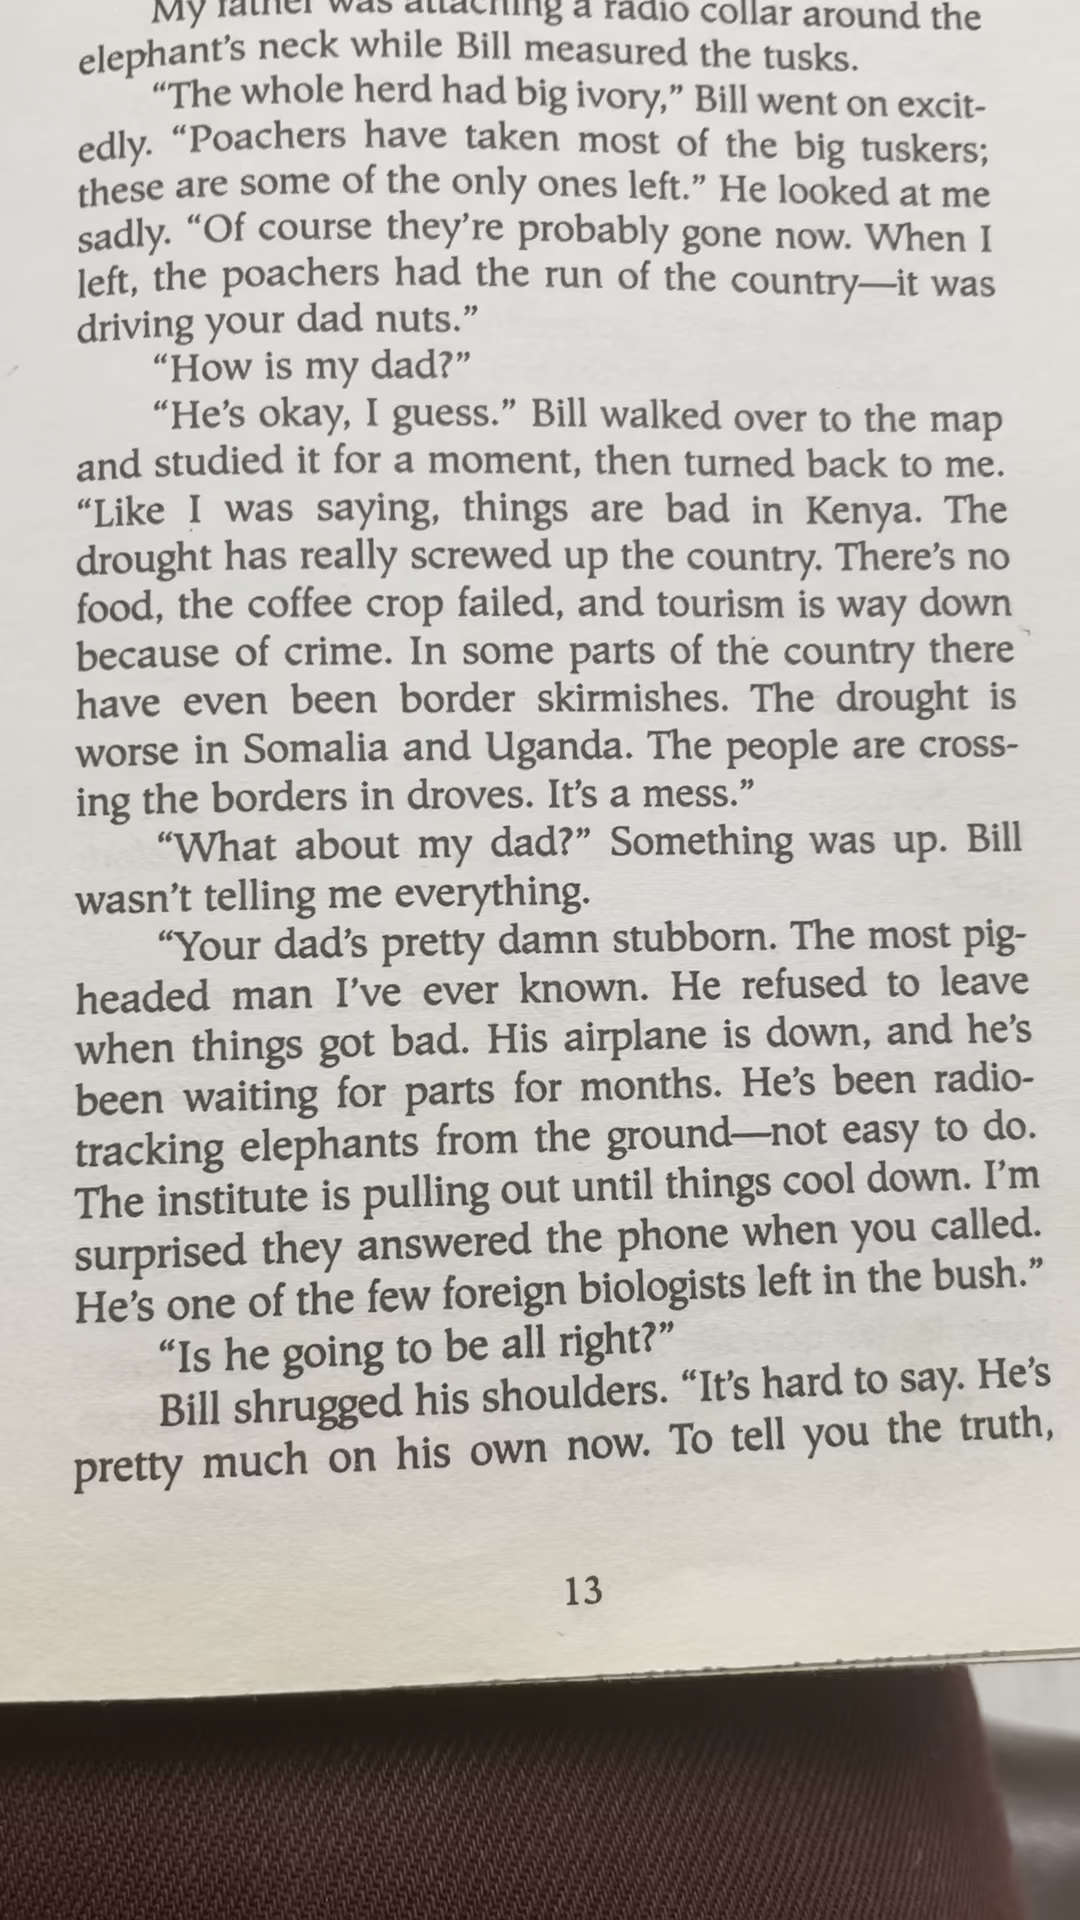 My father was attaching a radio collar around the
elephant’s neck while Bill measured the tusks.
“The whole herd had big ivory,” Bill went on excit-
edly. “Poachers have taken most of the big tuskers;
these are some of the only ones left.” He looked at me
sadly. “Of course they’re probably gone now. When I
left, the poachers had the run of the country—it was
driving your dad nuts.”
“How is my dad?”
“He’s okay, I guess.” Bill walked over to the map
and studied it for a moment, then turned back to me.
“Like I was saying, things are bad in Kenya. The
drought has really screwed up the country. There’s no
food, the coffee crop failed, and tourism is way down
because of crime. In some parts of the country there
have even been border skirmishes. The drought is
worse in Somalia and Uganda. The people are cross-
ing the borders in droves. It’s a mess.”
“What about my dad?” Something was up. Bill
wasn’t telling me everything.
“Your dad’s pretty damn stubborn. The most pig-
headed man I’ve ever known. He refused to leave
when things got bad. His airplane is down, and he’s
been waiting for parts for months. He’s been radio-
tracking elephants from the ground—not easy to do.
The institute is pulling out until things cool down. I’m
surprised they answered the phone when you called.
He’s one of the few foreign biologists left in the bush.”
“Is he going to be all right?”
Bill shrugged his shoulders. “It’s hard to say. He’s
pretty much on his own now. To tell you the truth,
13